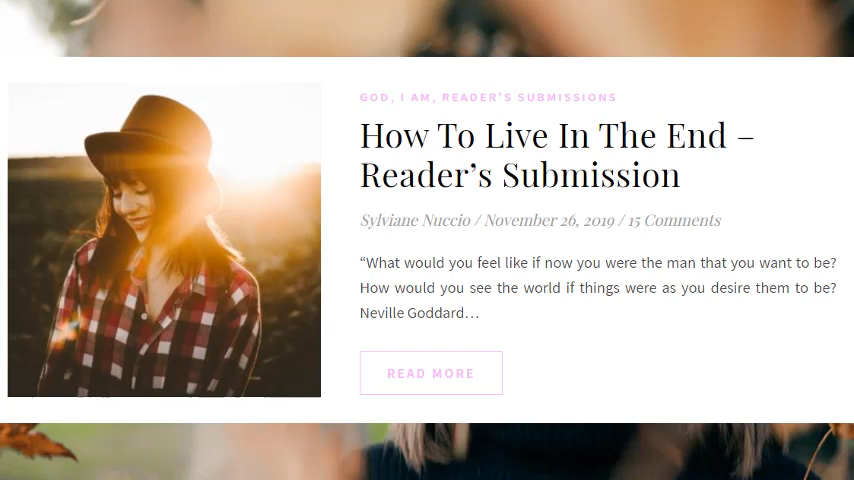 GOD, I AM, READER'S SUBMISSIONS
How To Live In The End –
Reader's Submission
Sylviane Nuccio / November 26, 2019 / 15 Comments
“What would you feel like if now you were the man that you want to be?
How would you see the world if things were as you desire them to be?
Neville Goddard…
READ MORE